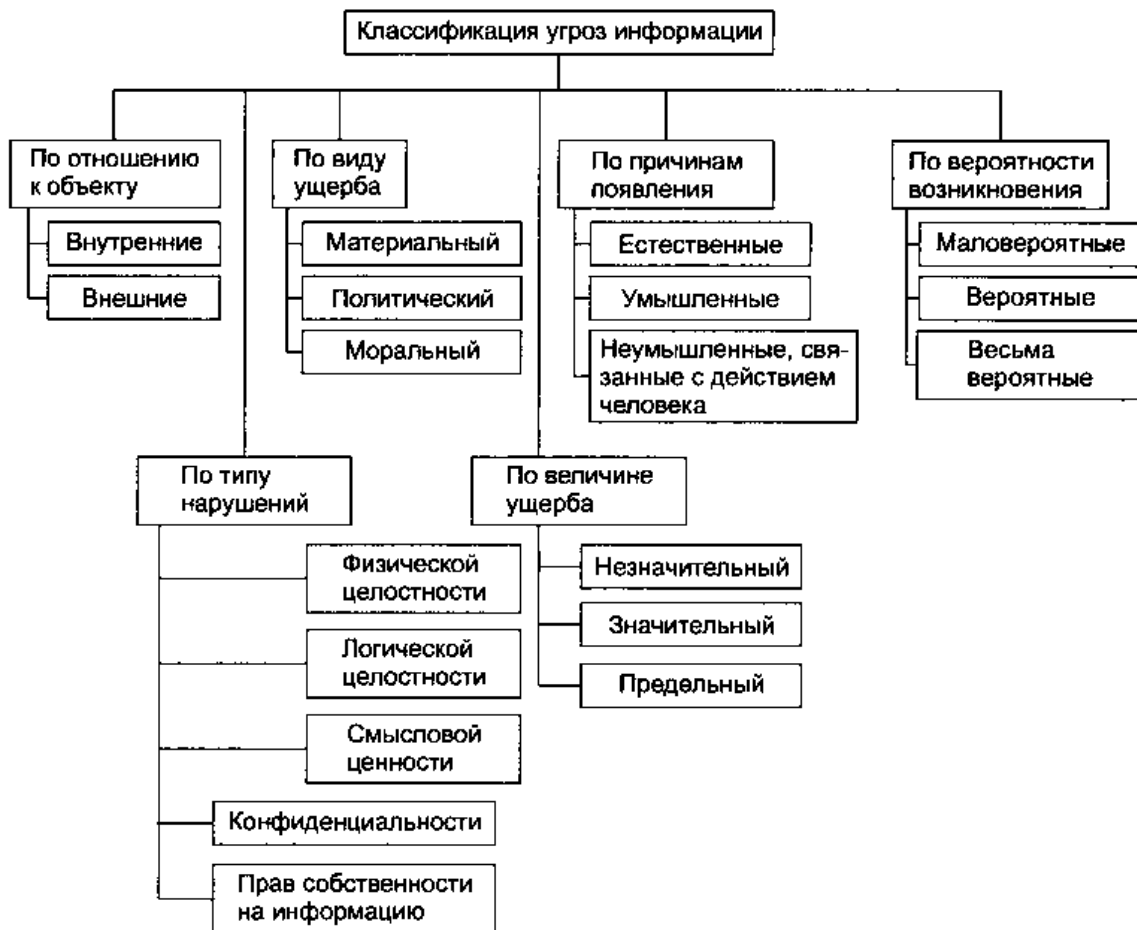 Классификация угроз информации
По отношению
к объекту
Внутренние
Внешние
По виду
ущерба
Материальный
Политический
Моральный
По причинам
появления
Естественные
Умышленные
Неумышленные, свя-
занные с действием
человека
По вероятности
возникновения
Маловероятные
Вероятные
Весьма
вероятные
По типу
нарушений
Физической
целостности
Логической
целостности
Смысловой
ценности
Конфиденциальности
Прав собственности
на информацию
По величине
ущерба
Незначительный
Значительный
Предельный